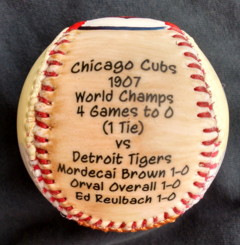 Chicago Cubs
1907
World Champs
4 Games to 0
(1 Tie)
vs
Detroit Tigers
Mordecai Brown 1-0
Orval Overall 1-0
Ed Reulbach 1-0